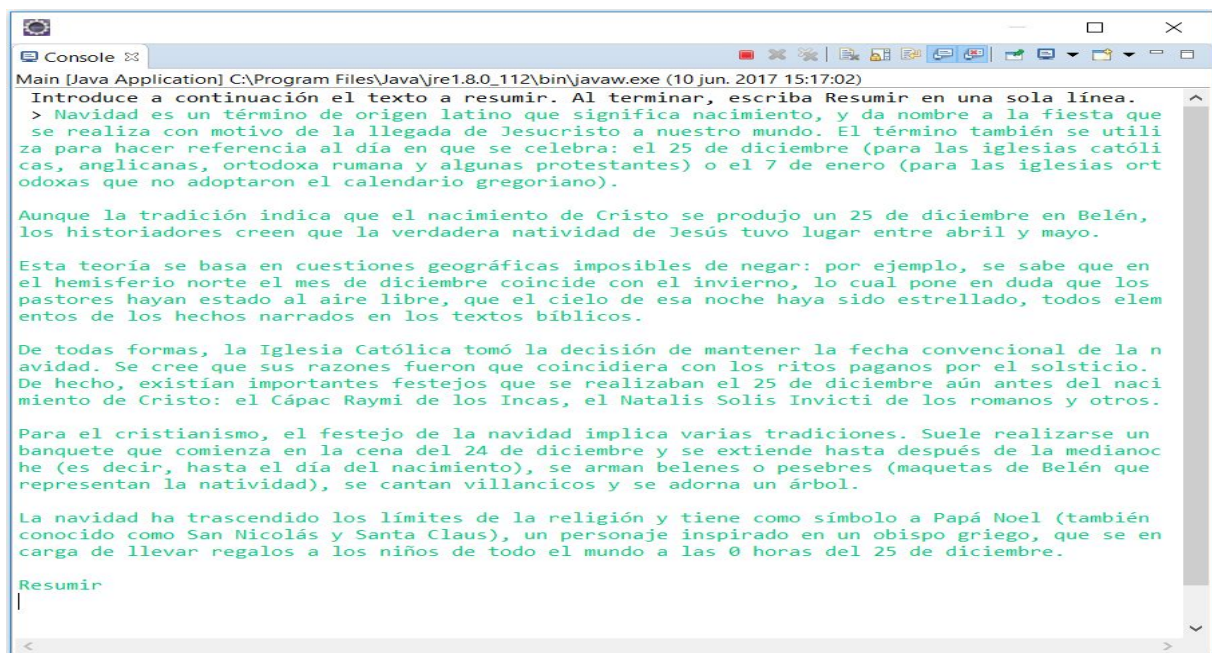 Console
Main [Java Application] C:\Program Files\Java\jre1.8.0_112\bin\javaw.exe (10 jun. 2017 15:17:02)
Introduce a continuación el texto a resumir. Al terminar, escriba Resumir en una sola línea.
> Navidad es un término de origen latino que significa nacimiento, y da nombre a la fiesta que
se realiza con motivo de la llegada de Jesucristo a nuestro mundo. El término también se utili
za para hacer referencia al día en que se celebra: el 25 de diciembre (para las iglesias católi
cas, anglicanas, ortodoxa rumana y algunas protestantes) o el 7 de enero (para las iglesias ort
odoxas que no adoptaron el calendario gregoriano).
Aunque la tradición indica que el nacimiento de Cristo se produjo un 25 de diciembre en Belén,
los historiadores creen que la verdadera natividad de Jesús tuvo lugar entre abril y mayo.
Esta teoría se basa en cuestiones geográficas imposibles de negar: por ejemplo, se sabe que en
el hemisferio norte el mes de diciembre coincide con el invierno, lo cual pone en duda que los
pastores hayan estado al aire libre, que el cielo de esa noche haya sido estrellado, todos elem
entos de los hechos narrados en los textos bíblicos.
De todas formas, la Iglesia Católica tomó la decisión de mantener la fecha convencional de la n
avidad. Se cree que sus razones fueron que coincidiera con los ritos paganos por el solsticio.
De hecho, existían importantes festejos que se realizaban el 25 de diciembre aún antes del naci
miento de Cristo: el Cápac Raymi de los Incas, el Natalis Solis Invicti de los romanos y otros.
Para el cristianismo, el festejo de la navidad implica varias tradiciones. Suele realizarse un
banquete que comienza en la cena del 24 de diciembre y se extiende hasta después de la medianoc
he (es decir, hasta el día del nacimiento), se arman belenes o pesebres (maquetas de Belén que
representan la natividad), se cantan villancicos y se adorna un árbol.
La navidad ha trascendido los límites de la religión y tiene como símbolo a Papá Noel (también
conocido como San Nicolás y Santa Claus), un personaje inspirado en un obispo griego, que se en
carga de llevar regalos a los niños de todo el mundo a las 0 horas del 25 de diciembre.
Resumir